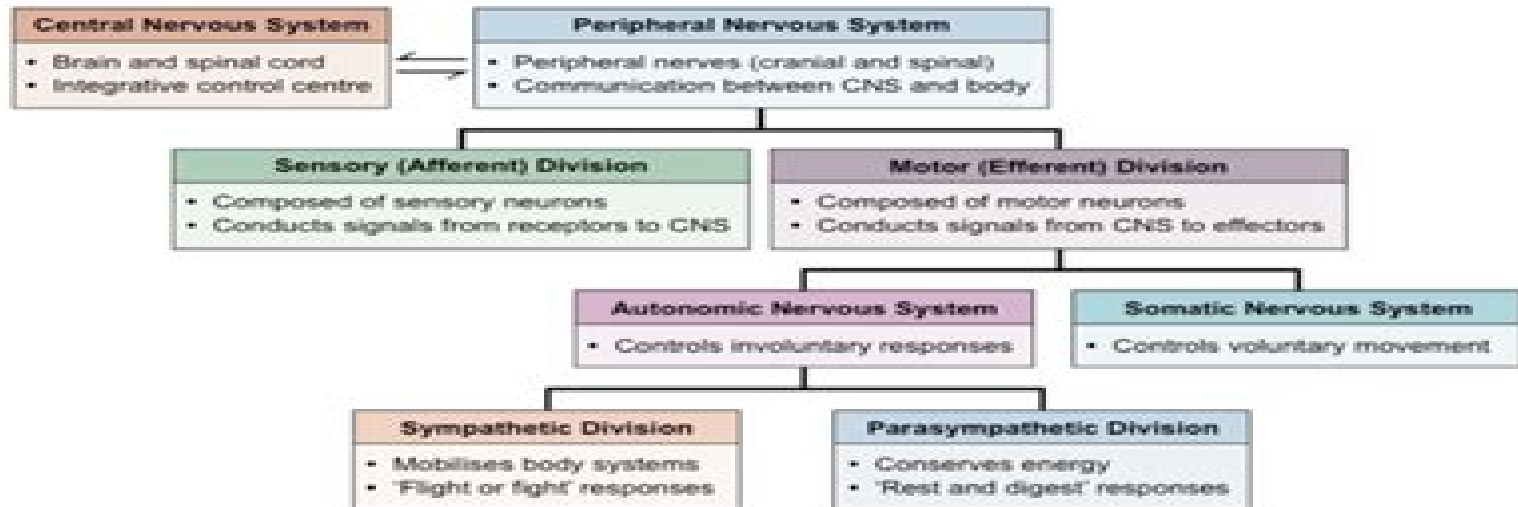 Central Nervous System
• Brain and spinal cord
• Integrative control centre
Peripheral Nervous System
• Peripheral nerves (cranial and spinal)
• Communication between CNS and body
Sensory (Afferent) Division
• Composed of sensory neurons
• Conducts signals from receptors to CNS
Motor (Efferent) Division
• Composed of motor neurons
• Conducts signals from CNS to effectors
Autonomic Nervous System
• Controls involuntary responses
Somatic Nervous System
• Controls voluntary movement
Sympathetic Division
• Mobilises body systems
• 'Flight or fight' responses
Parasympathetic Division
• Conserves energy
• 'Rest and digest' responses